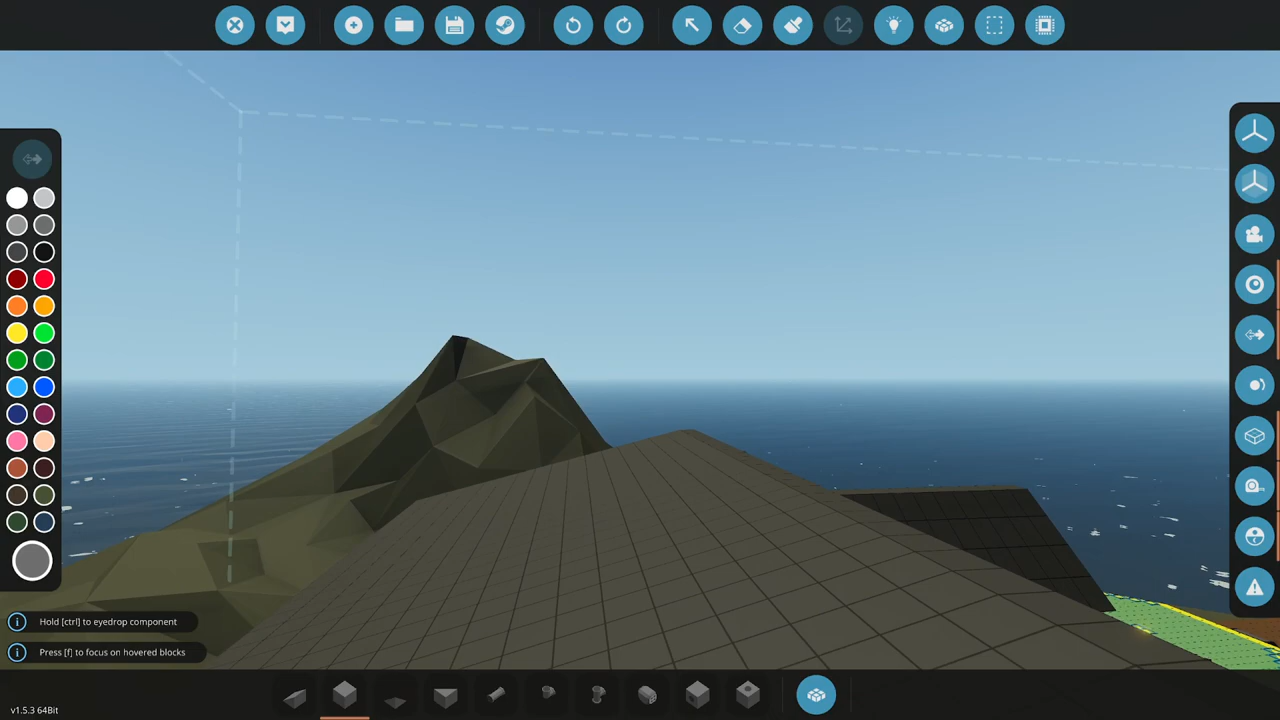 Hold [ctrl] to eyedrop component
Press [f] to focus on hovered blocks
v1.5.3 64Bit